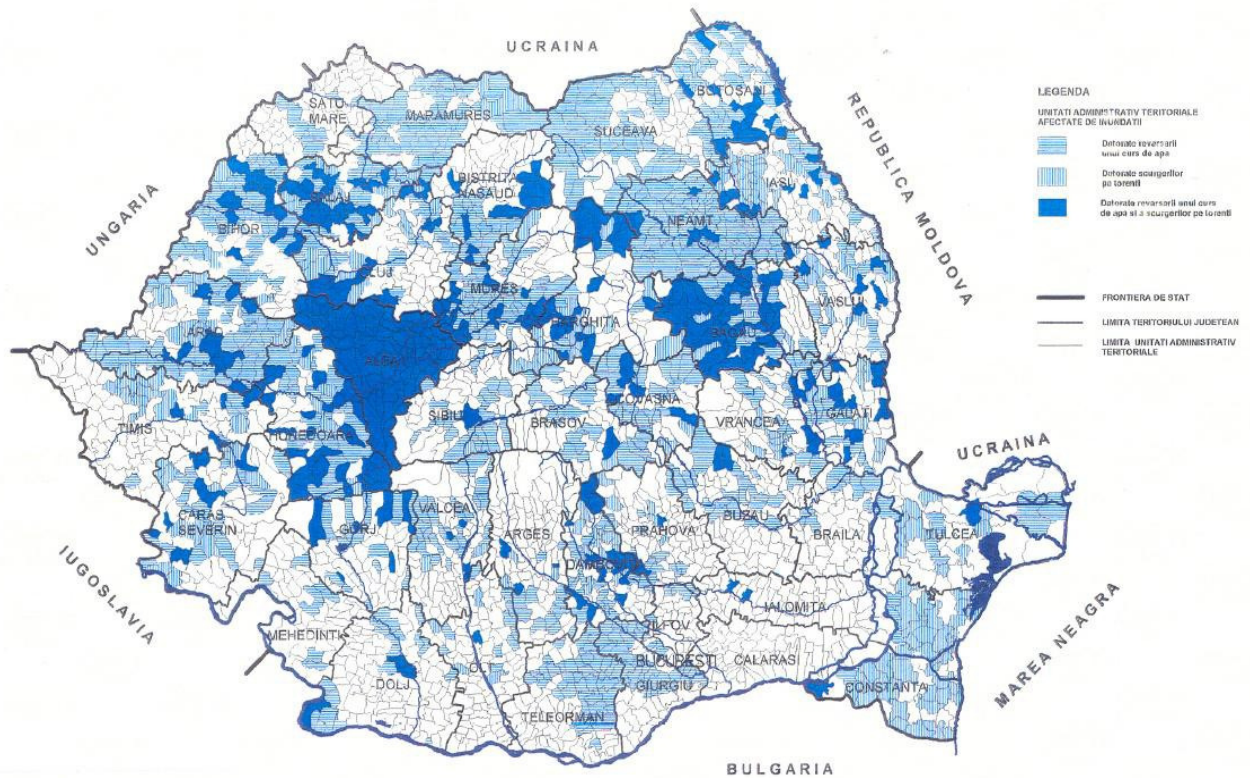 UCRAINA
REPUBLICA MOLDOVA
UNGARIA
IUGOSLAVIA
BULGARIA
MAREA NEAGRA
UCRAINA
SATU
MARE
MARAMURES
SUCEAVA
BOTOSANI
BISTRITA
NASAUD
SALAJ
IASI
NEAMT
BIHOR
CLUJ
MURES
HARGHITA
BACAU
VASLUI
ARAD
ALBA
SIBIU
BRASOV
COVASNA
VRANCEA
GALATI
TIMIS
HUNEDOARA
CARAS
SEVERIN
GORJ
VALCEA
ARGES
PRAHOVA
BUZAU
BRAILA
TULCEA
DAMBOVITA
IALOMITA
MEHEDINTI
ILFOV
BUCURESTI
CALARASI
CONSTANTA
DOLJ
OLT
GIURGIU
TELEORMAN
LEGENDA
UNITATI ADMINISTRATIV TERITORIALE
AFECTATE DE INUNDATII
Datorate revarsarii
unui curs de apa
Datorate scurgerilor
pe torenti
Datorate revarsarii unui curs
de apa si a scurgerilor pe torenti
FRONTIERA DE STAT
LIMITA TERITORIULUI JUDETEAN
LIMITA UNITATI ADMINISTRATIV
TERITORIALE